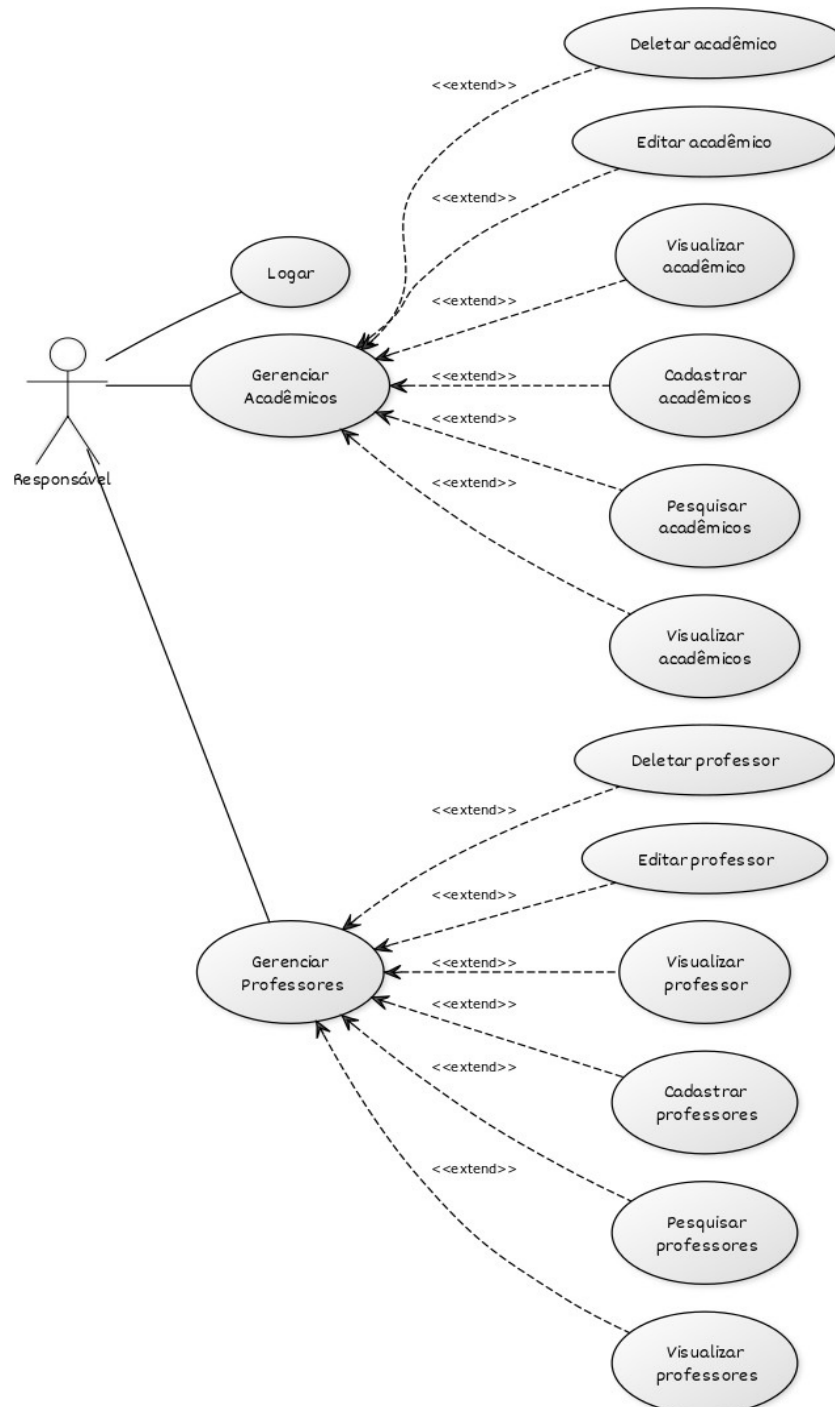 Deletar acadêmico
<<extend>>
Editar acadêmico
<<extend>>
Visualizar
acadêmico
Logar
<<extend>>
Gerenciar
Acadêmicos
<<extend>>
Cadastrar
acadêmicos
<<extend>>
Responsável
<<extend>>
Pesquisar
acadêmicos
Visualizar
acadêmicos
Deletar professor
<<extend>>
Editar professor
<<extend>>
Gerenciar
Professores
<<extend>>
Visualizar
professor
<<extend>>
Cadastrar
professores
<<extend>>
<<extend>>
Pesquisar
professores
Visualizar
professores